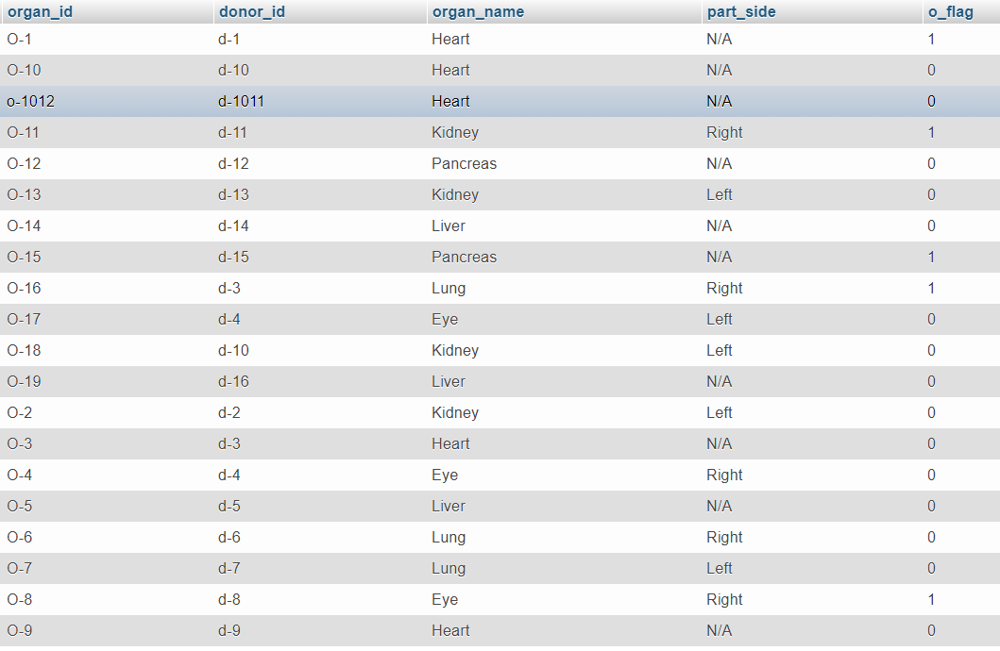 organ_id donor_id organ_name part_side o_flag
O-1 d-1 Heart N/A 1
O-10 d-10 Heart N/A 0
o-1012 d-1011 Heart N/A 0
O-11 d-11 Kidney Right 1
O-12 d-12 Pancreas N/A 0
O-13 d-13 Kidney Left 0
O-14 d-14 Liver N/A 0
O-15 d-15 Pancreas N/A 1
O-16 d-3 Lung Right 1
O-17 d-4 Eye Left 0
O-18 d-10 Kidney Left 0
O-19 d-16 Liver N/A 0
O-2 d-2 Kidney Left 0
O-3 d-3 Heart N/A 0
O-4 d-4 Eye Right 0
O-5 d-5 Liver N/A 0
O-6 d-6 Lung Right 0
O-7 d-7 Lung Left 0
O-8 d-8 Eye Right 1
O-9 d-9 Heart N/A 0